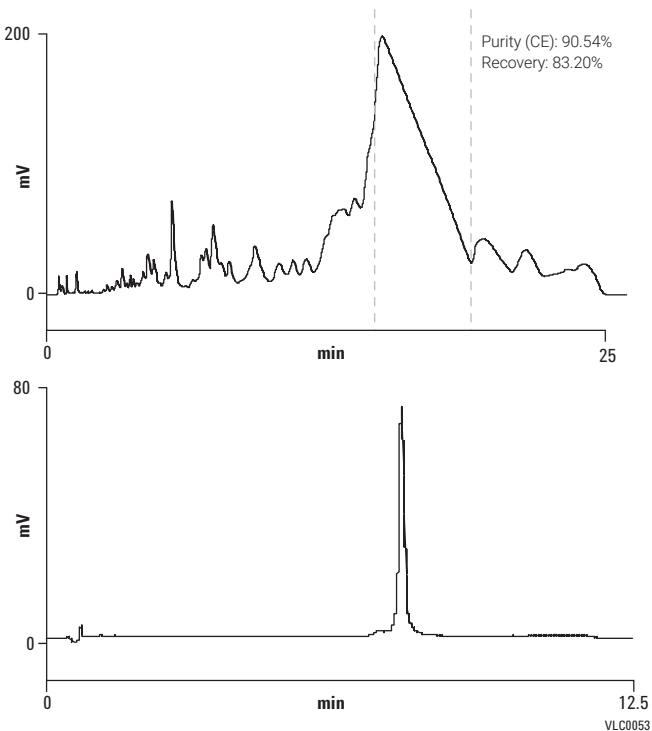 200
Purity (CE): 90.54%
Recovery: 83.20%
mV
0
0
min
25
80
mV
0
0
min
12.5
VLC0053